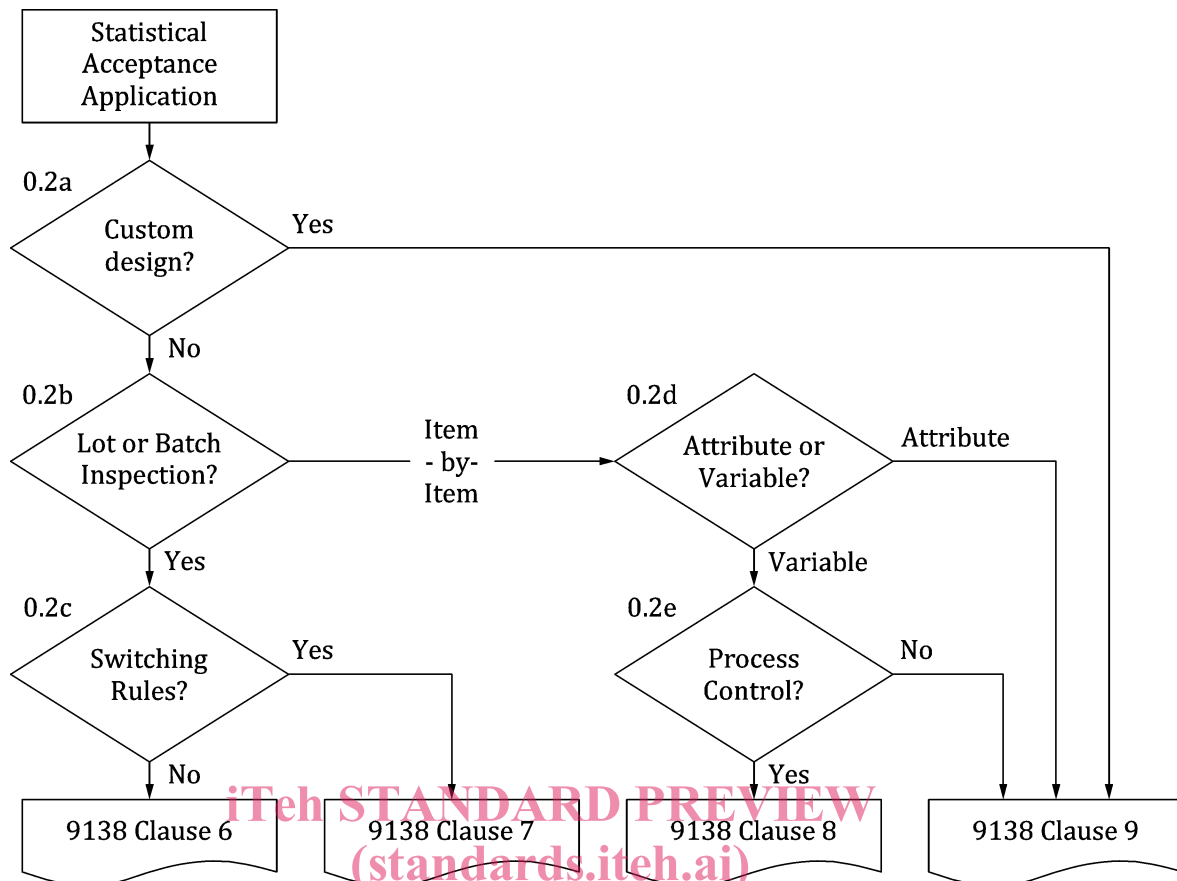 Statistical
Acceptance
Application
0.2a
Custom
design?
Yes
No
0.2b
Lot or Batch
Inspection?
Item
- by-
Item
0.2d
Attribute or
Variable?
Attribute
Yes
Variable
0.2c
Switching
Rules?
Yes
0.2e
Process
Control?
No
No
Yes
iTeh STANDARD PREVIEW
9138 Clause 6
9138 Clause 7
9138 Clause 8
9138 Clause 9
(standards.iteh.ai)